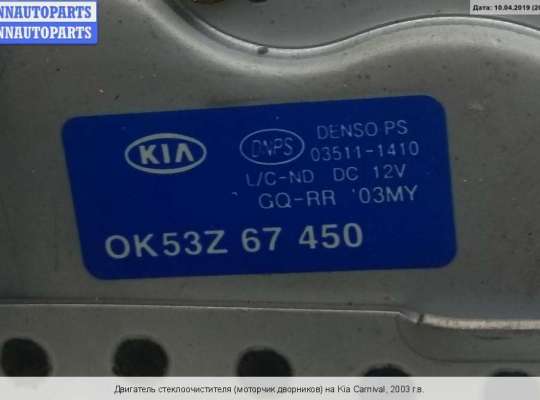 NNAUTOPARTS
NNAUTOPARTS
Дата: 10.04.2019 (20
KIA
DNPS
DENSO PS
03511-1410
L/C-ND DC 12V
GQ-RR '03MY
OK53Z 67 450
Двигатель стеклоочистителя (моторчик дворников) на Kia Carnival, 2003 г.в.